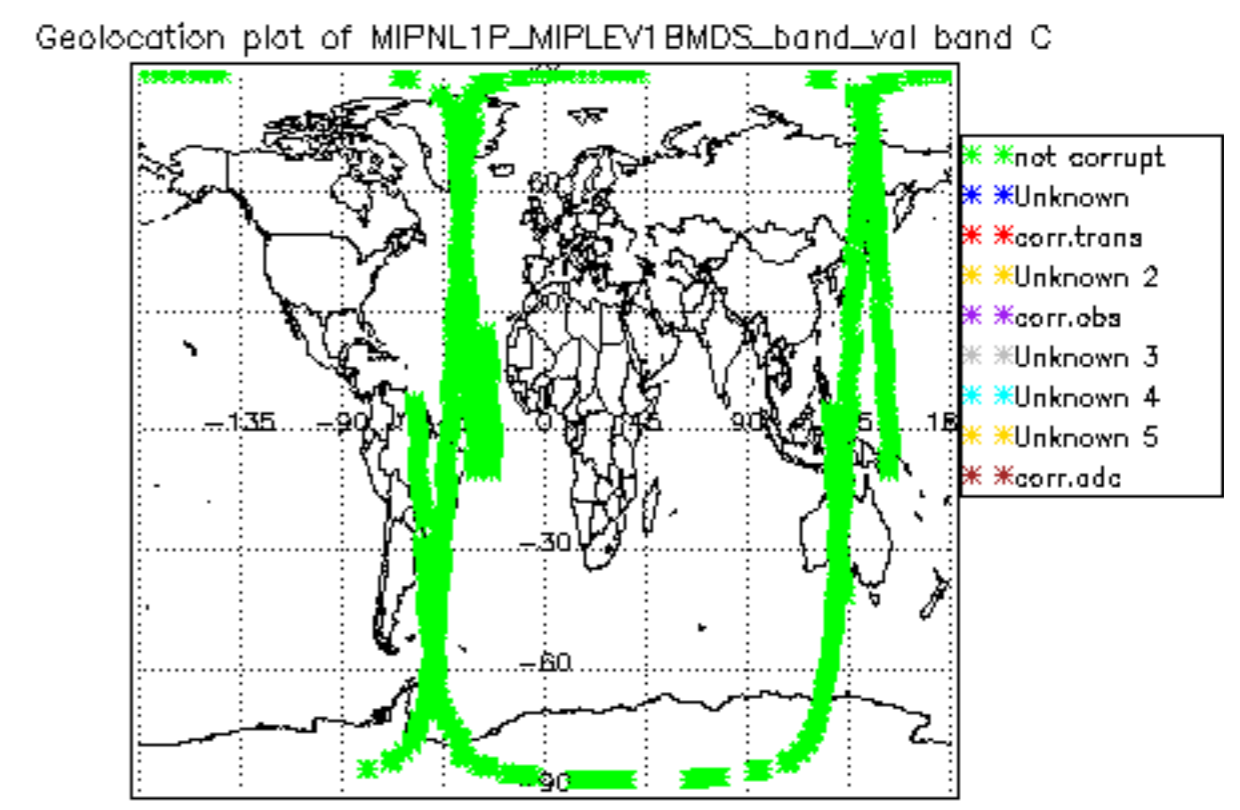 Geolocation plot of MIPNL1P_MIPLEV1BMDS_band_val band C
not corrupt
Unknown
60
corr.trans
Unknown 2
corr.obs
Unknown 3
Unknown 4
-135 -90 0 45 90
Unknown 5
corr.adc
-30
-60
-90